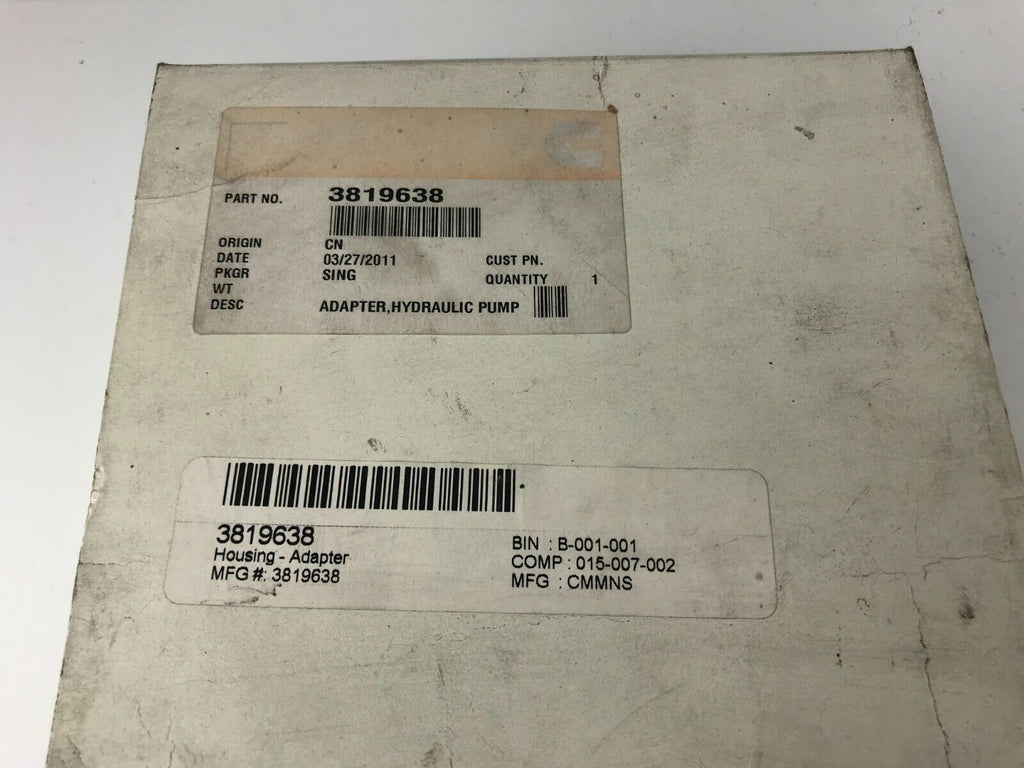 PART NO. 3819638
ORIGIN CN
DATE 03/27/2011 CUST PN.
PKGR SING QUANTITY 1
WT
DESC ADAPTER,HYDRAULIC PUMP
3819638
Housing - Adapter
MFG #: 3819638
BIN : B-001-001
COMP : 015-007-002
MFG : CMMNS